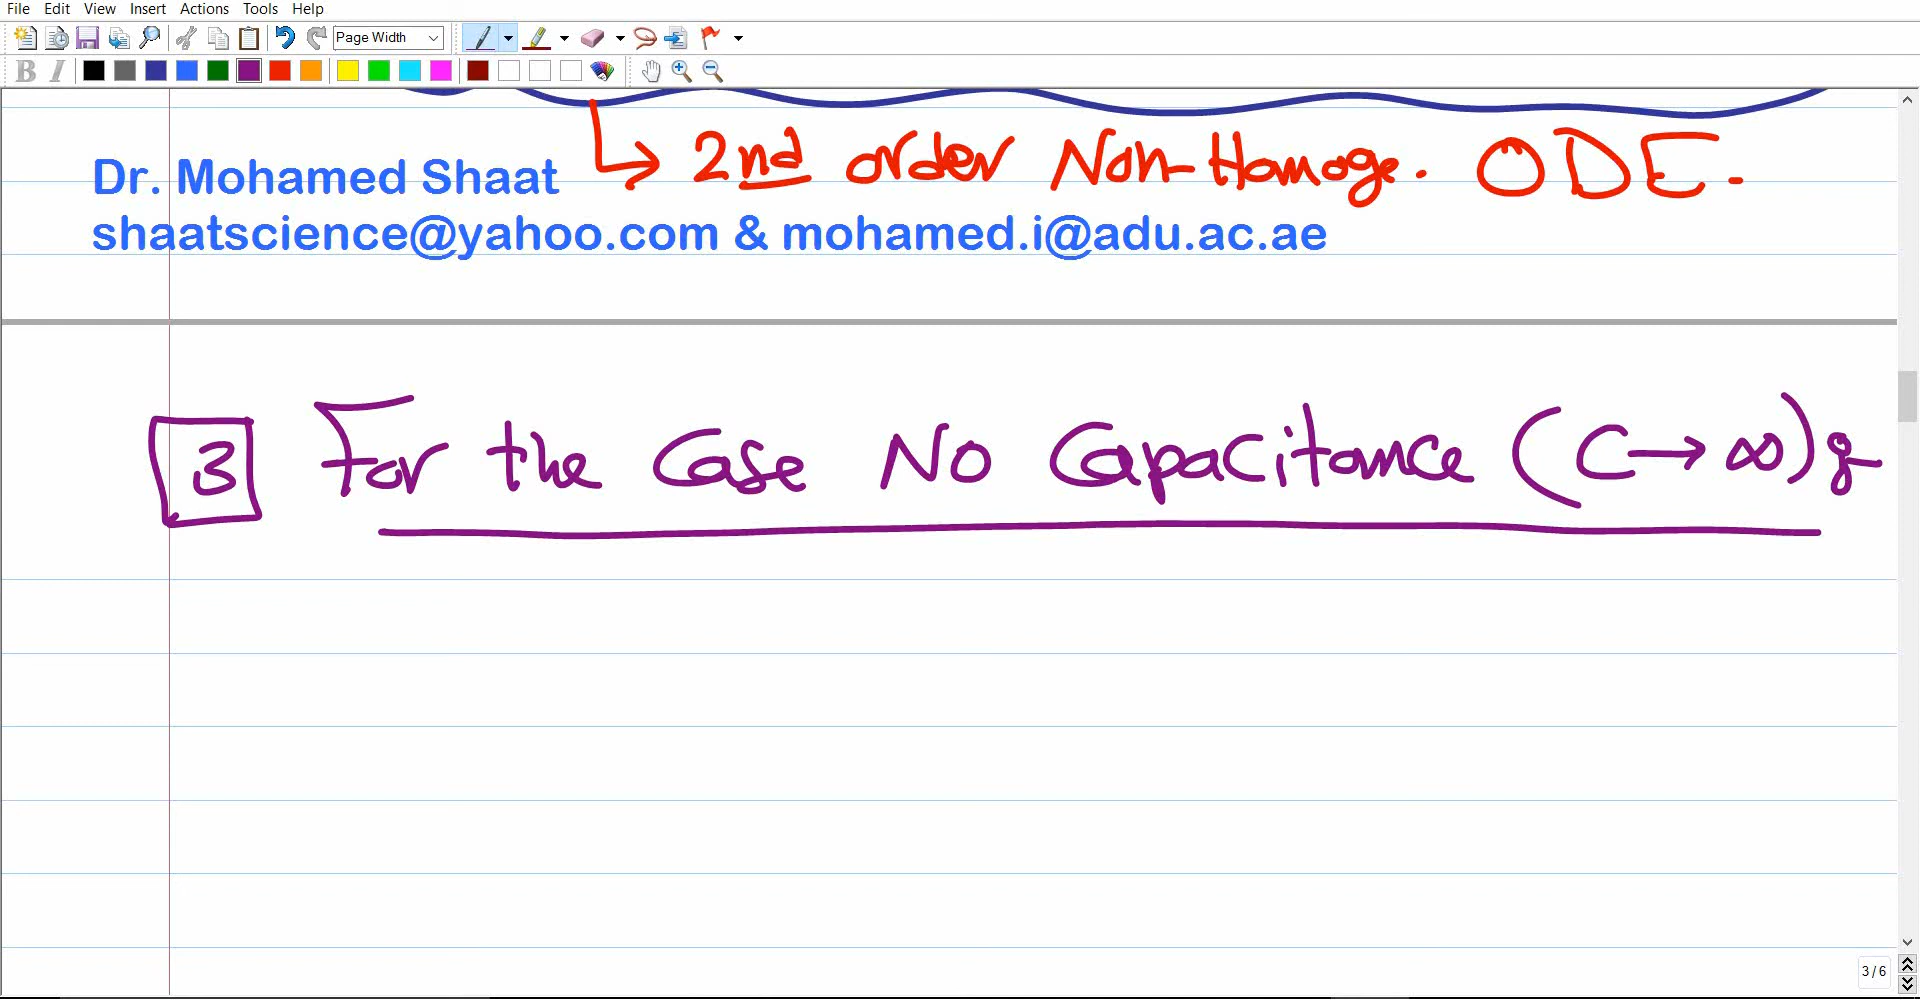 File Edit View Insert Actions Tools Help
Page Width
B I
2nd order Non-Homoge. ODE.
Dr. Mohamed Shaat
shaatscience@yahoo.com & mohamed.i@adu.ac.ae
3 For the Case No Capacitance (C→∞)
3 / 6